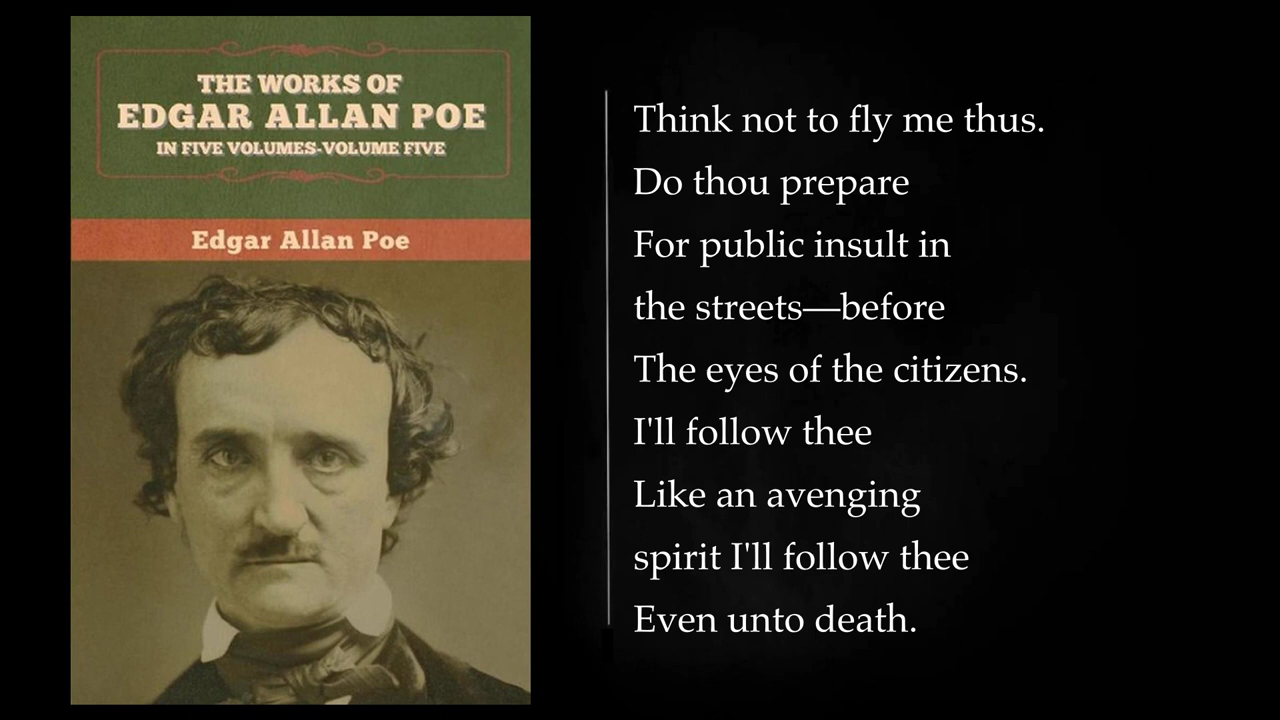 THE WORKS OF
EDGAR ALLAN POE
IN FIVE VOLUMES-VOLUME FIVE
Edgar Allan Poe
Think not to fly me thus.
Do thou prepare
For public insult in
the streets—before
The eyes of the citizens.
I'll follow thee
Like an avenging
spirit I'll follow thee
Even unto death.